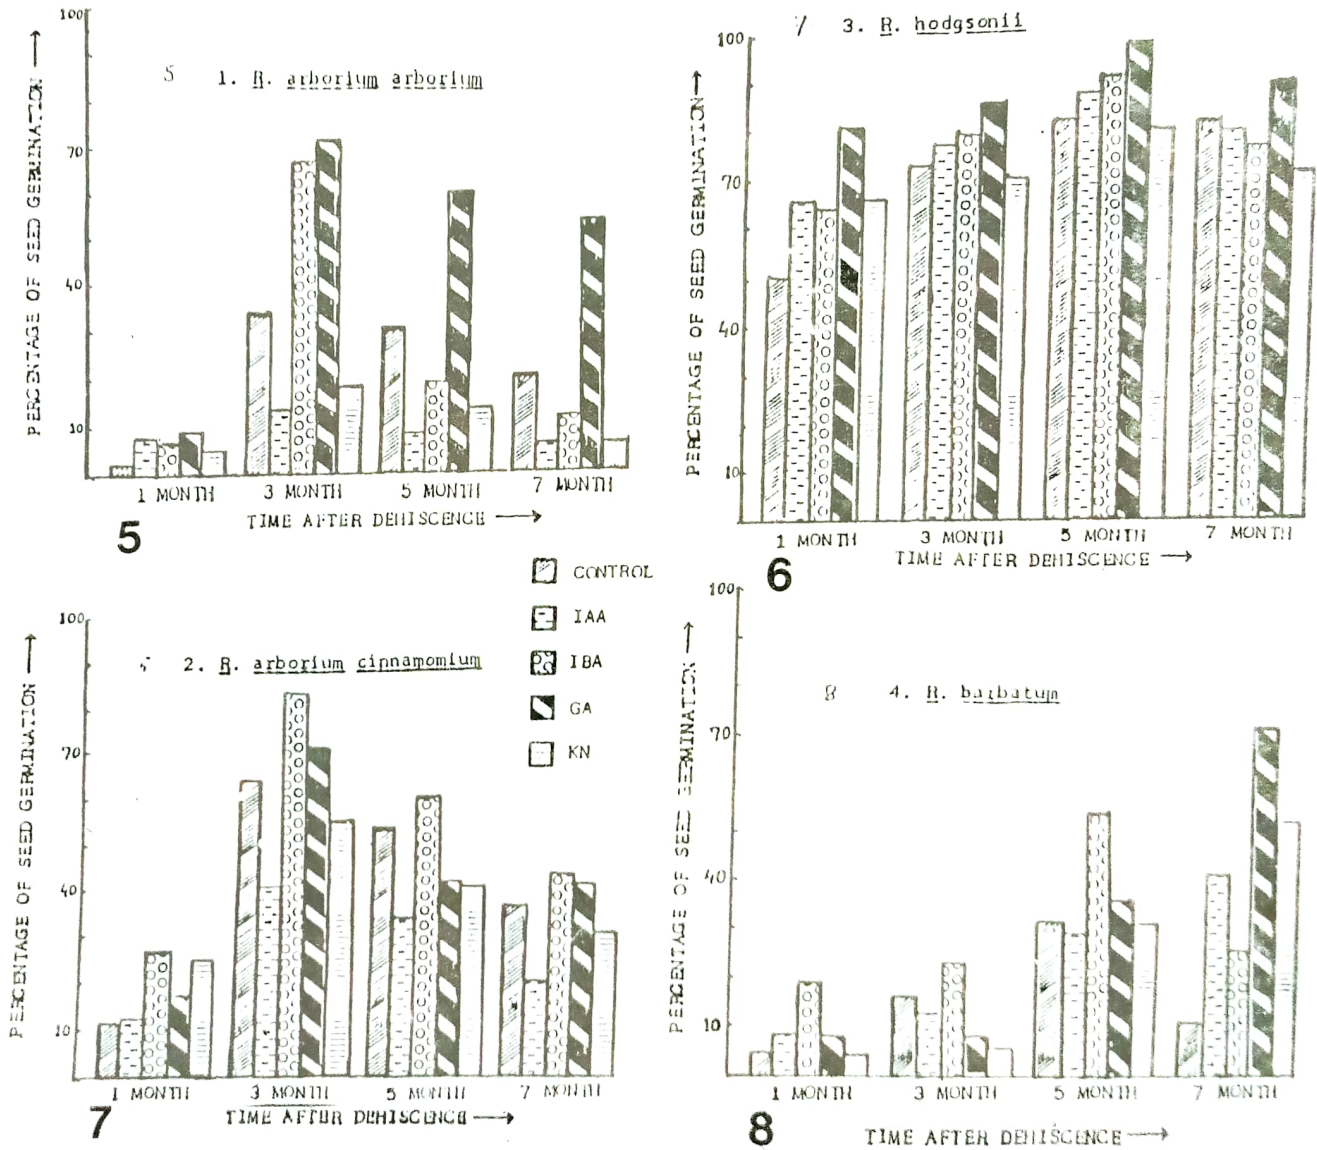 5 1. R. arborium arborium
100
70
40
10
PERCENTAGE OF SEED GERMINATION
1 MONTH 3 MONTH 5 MONTH 7 MONTH
TIME AFTER DEHISCENCE
5
3. R. hodgsonii
100
70
40
10
PERCENTAGE OF SEED GERMINATION
1 MONTH 3 MONTH 5 MONTH 7 MONTH
TIME AFTER DEHISCENCE
6
CONTROL
IAA
IBA
GA
KN
2. R. arborium cinnamomium
100
70
40
10
PERCENTAGE OF SEED GERMINATION
1 MONTH 3 MONTH 5 MONTH 7 MONTH
TIME AFTER DEHISCENCE
7
8 4. R. barbatum
100
70
40
10
PERCENTAGE OF SEED GERMINATION
1 MONTH 3 MONTH 5 MONTH 7 MONTH
TIME AFTER DEHISCENCE
8